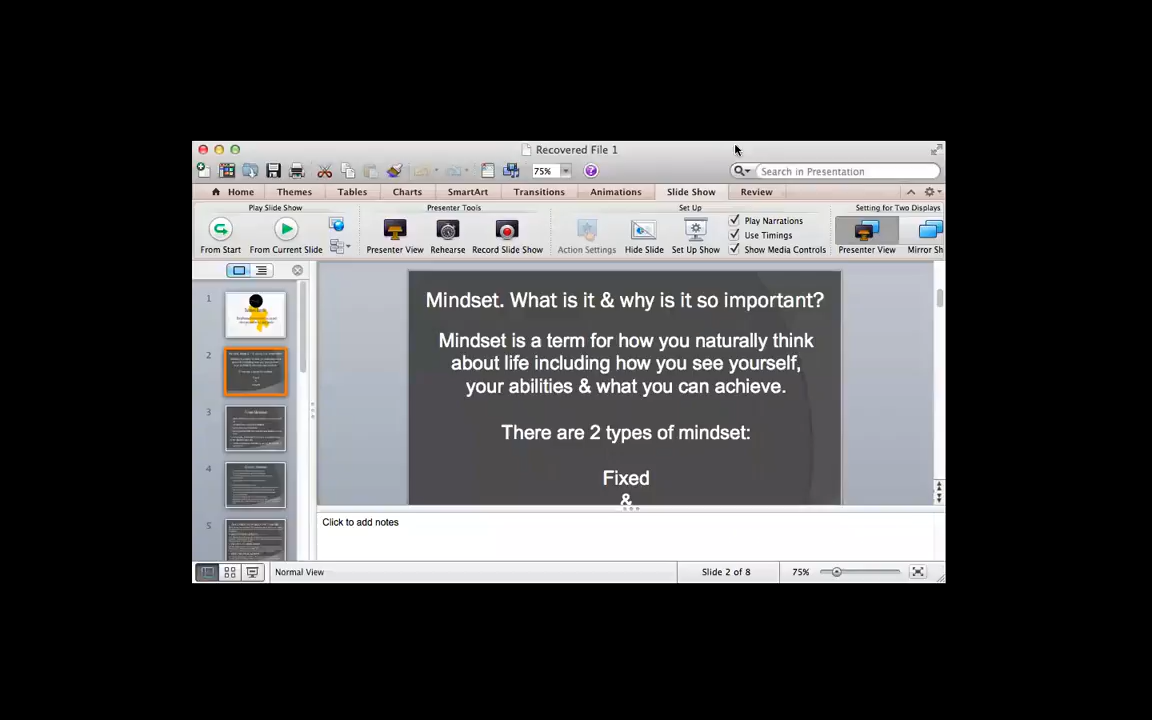 Recovered File 1
75%
Search in Presentation
Home Themes Tables Charts SmartArt Transitions Animations Slide Show Review
Play Slide Show Presenter Tools Set Up Setting for Two Displays
Play Narrations
Use Timings
Show Media Controls
From Start From Current Slide Presenter View Rehearse Record Slide Show Action Settings Hide Slide Set Up Show Presenter View Mirror Sh
1
2
3
4
5
Mindset. What is it & why is it so important?
Mindset is a term for how you naturally think
about life including how you see yourself,
your abilities & what you can achieve.
There are 2 types of mindset:
Fixed
&
Click to add notes
Normal View Slide 2 of 8 75%